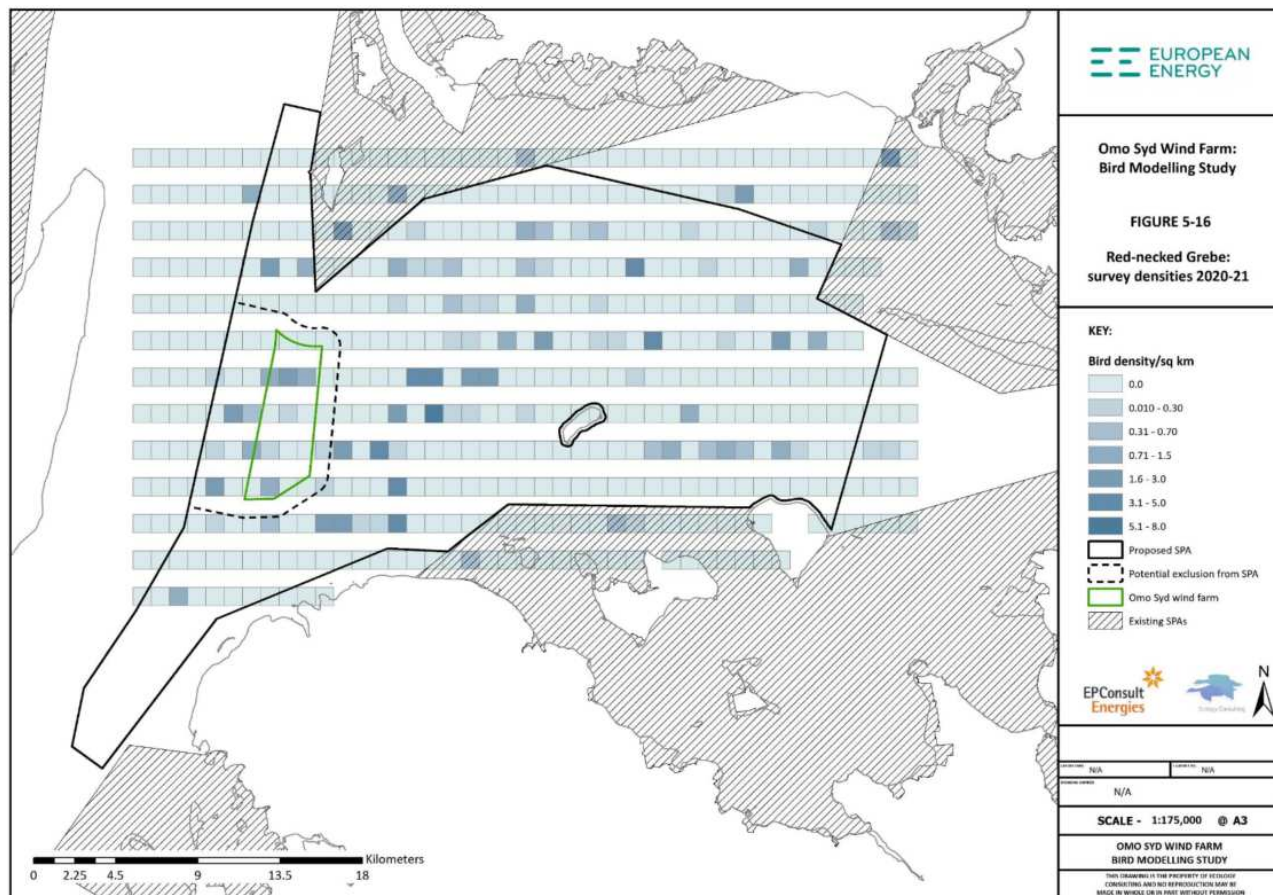 EUROPEAN
ENERGY
Omo Syd Wind Farm:
Bird Modelling Study
FIGURE 5-16
Red-necked Grebe:
survey densities 2020-21
KEY:
Bird density/sq km
0.0
0.010 - 0.30
0.31 - 0.70
0.71 - 1.5
1.6 - 3.0
3.1 - 5.0
5.1 - 8.0
Proposed SPA
Potential exclusion from SPA
Omo Syd wind farm
Existing SPAs
EPConsult
Energies
Ecology Consulting
N
N/A
N/A
N/A
SCALE - 1:175,000 @ A3
OMO SYD WIND FARM
BIRD MODELLING STUDY
THIS DRAWING IS THE PROPERTY OF ECOLOGY
CONSULTING AND NO REPRODUCTION MAY BE
MADE IN WHOLE OR IN PART WITHOUT PERMISSION
Kilometers
0 2.25 4.5 9 13.5 18